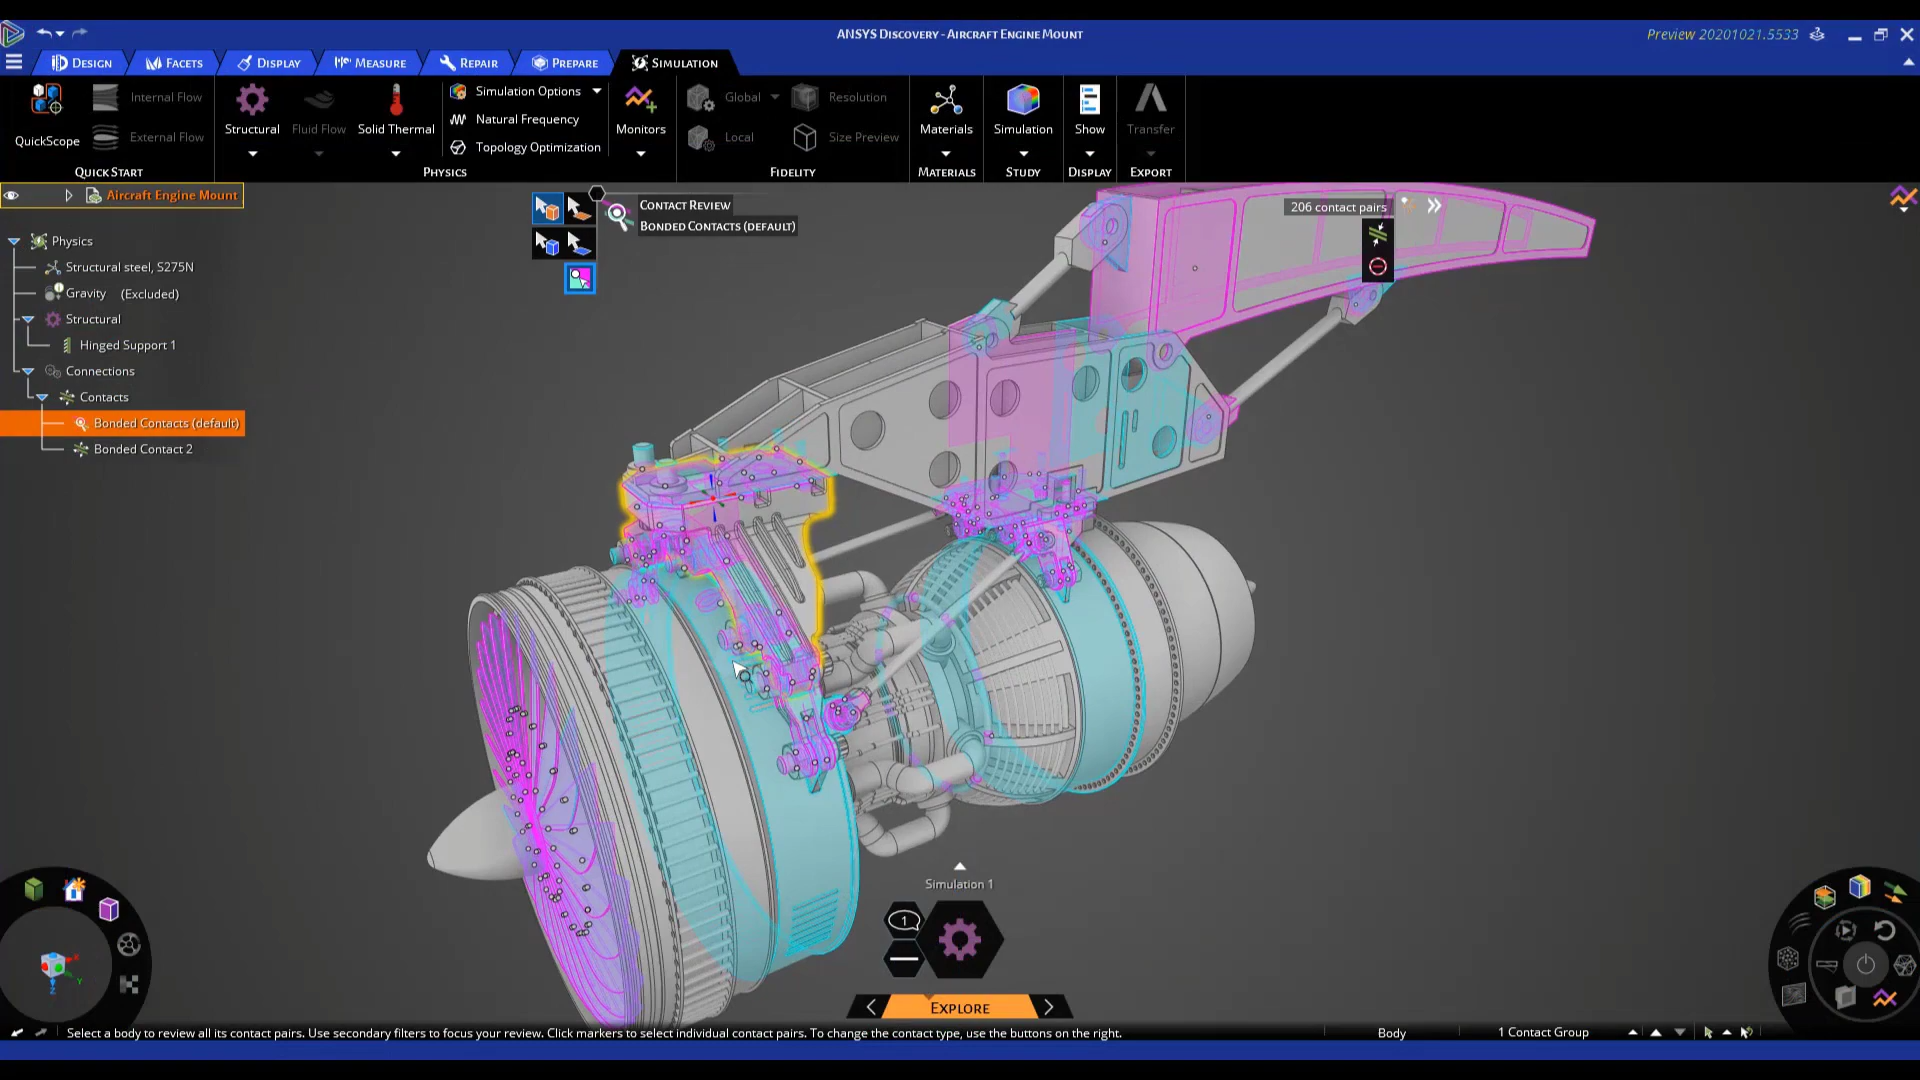 ANSYS Discovery - Aircraft Engine Mount
Preview 20201021.5533
Design
Facets
Display
Measure
Repair
Prepare
Simulation
QuickScope
Internal Flow
External Flow
Quick Start
Structural
Fluid Flow
Solid Thermal
Simulation Options
Natural Frequency
Topology Optimization
Physics
Monitors
Global
Local
Resolution
Size Preview
Fidelity
Materials
Materials
Simulation
Study
Show
Display
Transfer
Export
Aircraft Engine Mount
Contact Review
Bonded Contacts (default)
206 contact pairs
Physics
Structural steel, S275N
Gravity (Excluded)
Structural
Hinged Support 1
Connections
Contacts
Bonded Contacts (default)
Bonded Contact 2
Simulation 1
1
Explore
Select a body to review all its contact pairs. Use secondary filters to focus your review. Click markers to select individual contact pairs. To change the contact type, use the buttons on the right.
Body
1 Contact Group